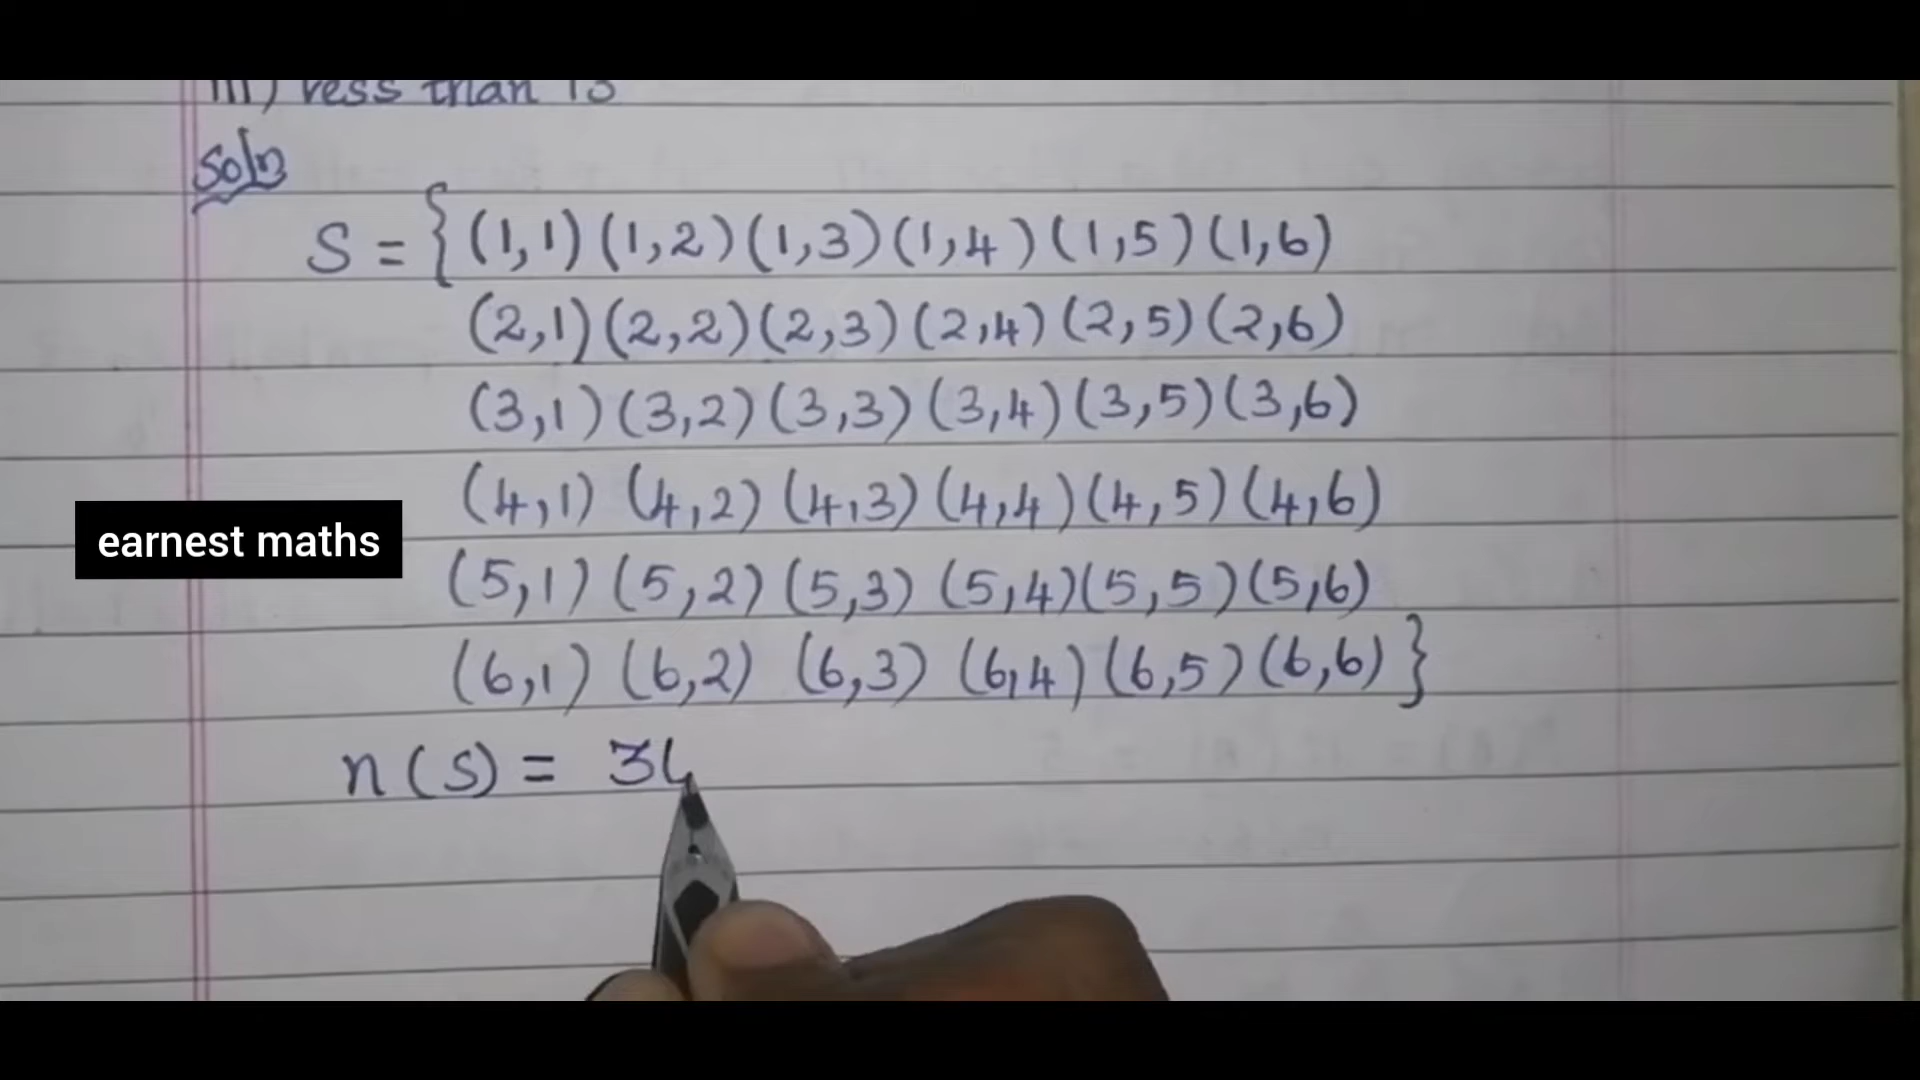 iii) less than 13
Soln
S = {(1,1) (1,2) (1,3) (1,4) (1,5) (1,6)
(2,1) (2,2) (2,3) (2,4) (2,5) (2,6)
(3,1) (3,2) (3,3) (3,4) (3,5) (3,6)
(4,1) (4,2) (4,3) (4,4) (4,5) (4,6)
earnest maths
(5,1) (5,2) (5,3) (5,4) (5,5) (5,6)
(6,1) (6,2) (6,3) (6,4) (6,5) (6,6)}
n(S) = 3